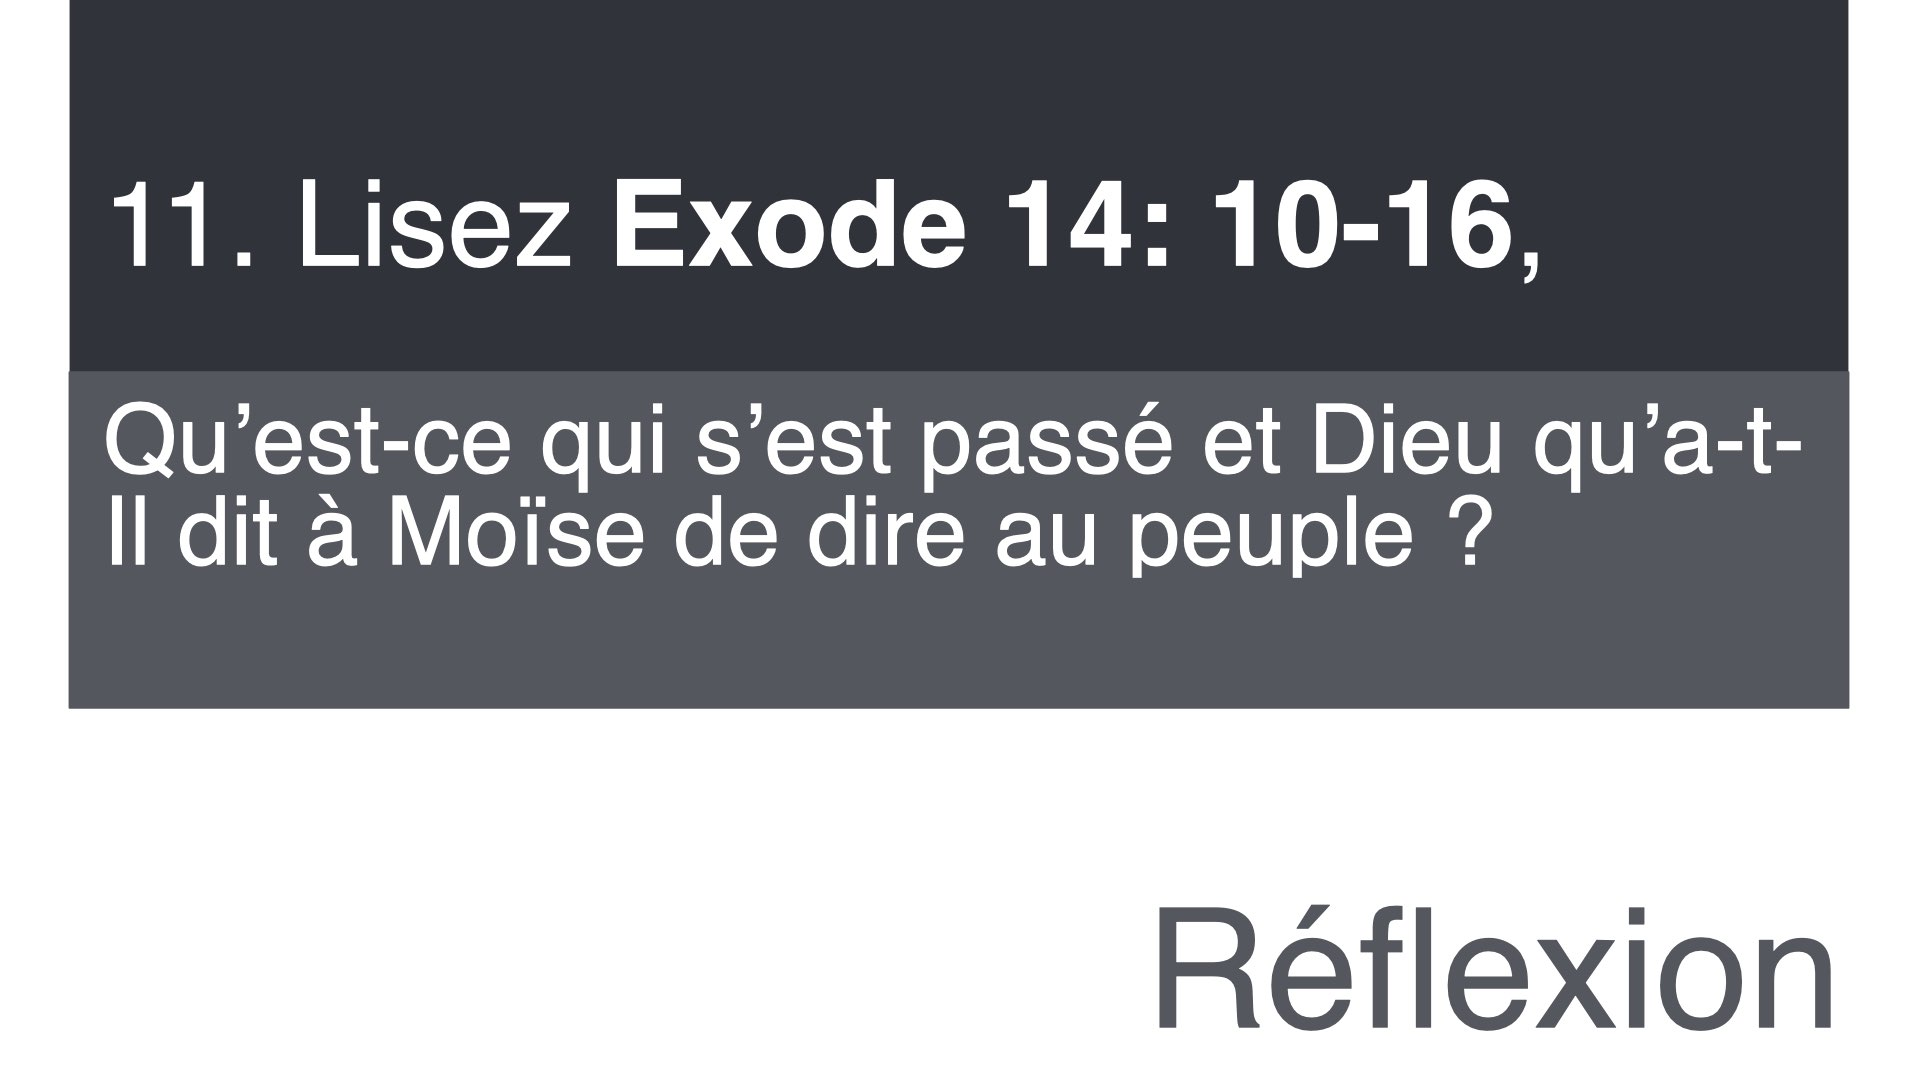 11. Lisez Exode 14: 10-16,
Qu’est-ce qui s’est passé et Dieu qu’a-t-
Il dit à Moïse de dire au peuple ?
Réflexion